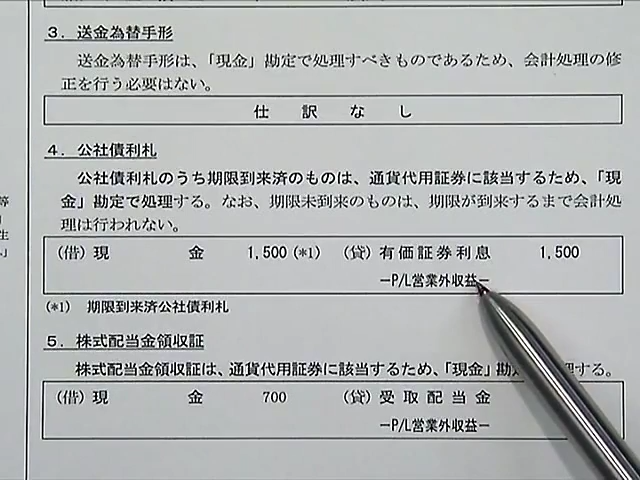 3．送金為替手形
送金為替手形は、「現金」勘定で処理すべきものであるため、会計処理の修
正を行う必要はない。
仕訳なし
4．公社債利札
公社債利札のうち期限到来済のものは、通貨代用証券に該当するため、「現
金」勘定で処理する。なお、期限未到来のものは、期限が到来するまで会計処
理は行われない。
(借) 現 金 1,500 (*1) (貸) 有価証券利息 1,500
－P/L営業外収益－
(*1) 期限到来済公社債利札
5．株式配当金領収証
株式配当金領収証は、通貨代用証券に該当するため、「現金」勘 理する。
(借) 現 金 700 (貸) 受取配当金
－P/L営業外収益－
等
生